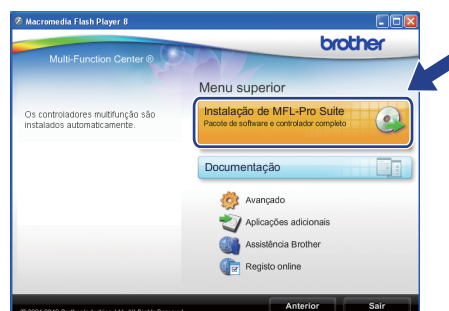 Macromedia Flash Player 8
brother
Multi-Function Center ®
Menu superior
Os controladores multifunção são
instalados automaticamente.
Instalação de MFL-Pro Suite
Pacote de software e controlador completo
Documentação
Avançado
Aplicações adicionais
Assistência Brother
Registo online
Anterior
Sair